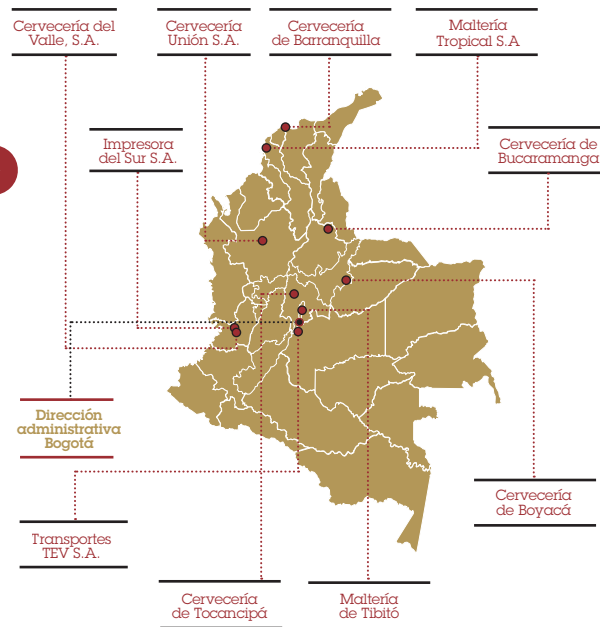 Cervecería del
Valle, S.A.
Cervecería
Unión S.A.
Cervecería
de Barranquilla
Maltería
Tropical S.A
Impresora
del Sur S.A.
Cervecería de
Bucaramanga
Dirección
administrativa
Bogotá
Cervecería
de Boyacá
Transportes
TEV S.A.
Cervecería
de Tocancipá
Maltería
de Tibitó